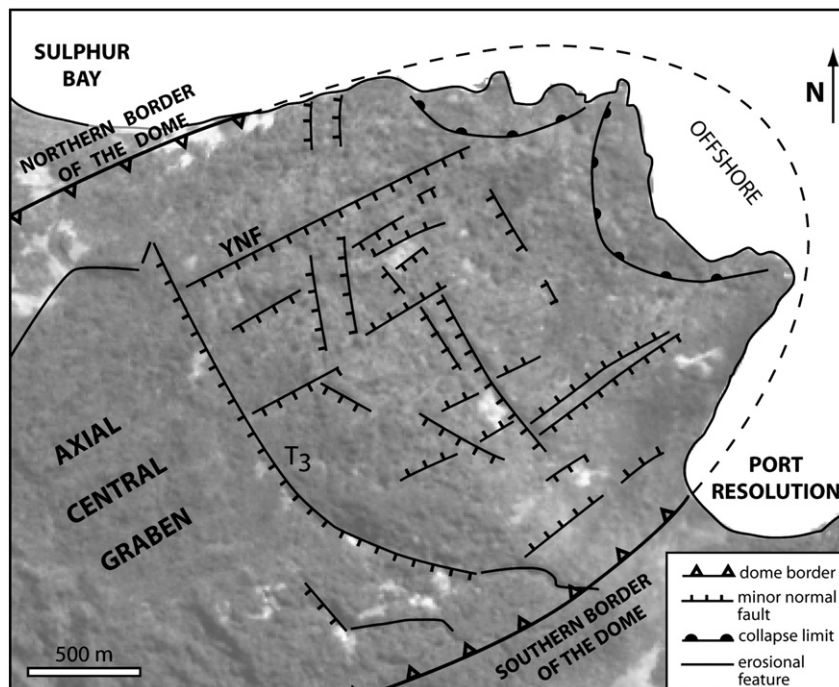 SULPHUR
BAY
N
NORTHERN BORDER
OF THE DOME
OFFSHORE
YNF
AXIAL
CENTRAL
GRABEN
T3
PORT
RESOLUTION
SOUTHERN BORDER
OF THE DOME
500 m
dome border
minor normal
fault
collapse limit
erosional
feature